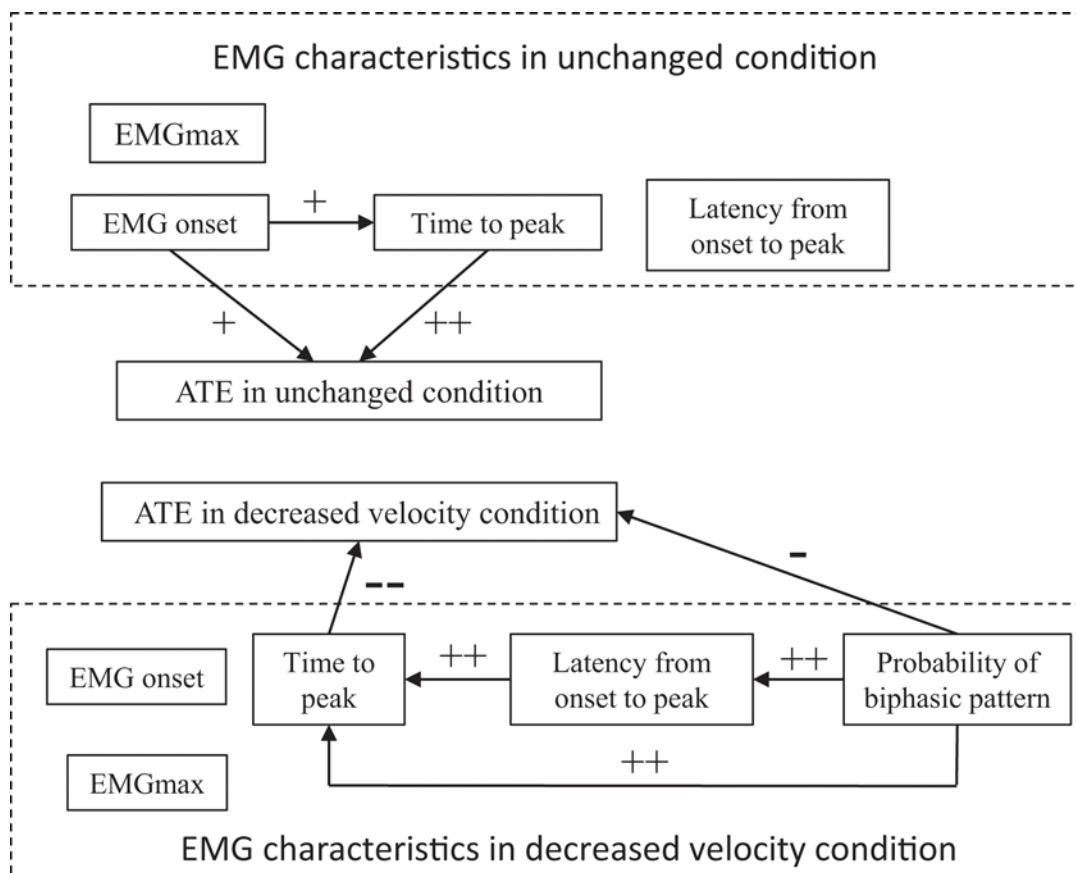 EMG characteristics in unchanged condition
EMGmax
+
EMG onset
Time to peak
Latency from
onset to peak
+
++
ATE in unchanged condition
ATE in decreased velocity condition
-
--
EMG onset
Time to
peak
++
Latency from
onset to peak
++
Probability of
biphasic pattern
++
EMGmax
EMG characteristics in decreased velocity condition